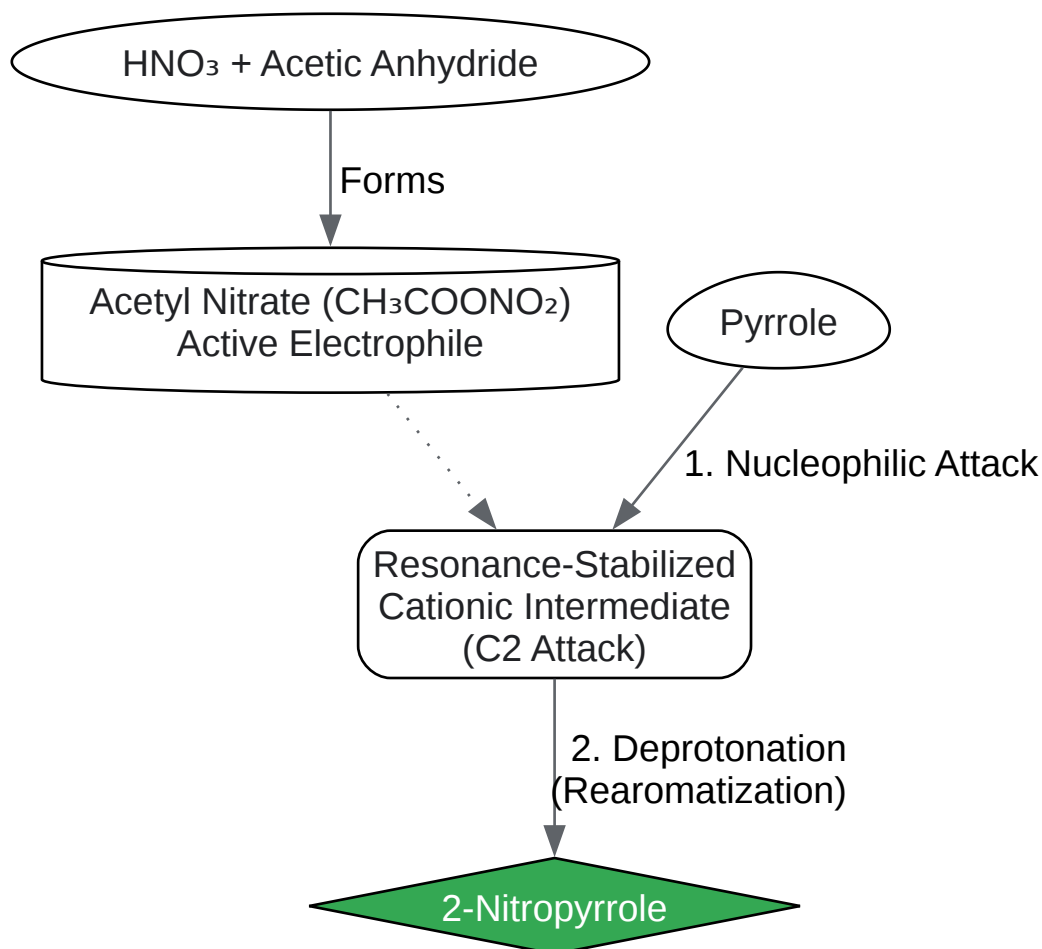 HNO₃ + Acetic Anhydride
Forms
Acetyl Nitrate (CH₃COONO₂)
Active Electrophile
Pyrrole
1. Nucleophilic Attack
Resonance-Stabilized
Cationic Intermediate
(C2 Attack)
2. Deprotonation
(Rearomatization)
2-Nitropyrrole